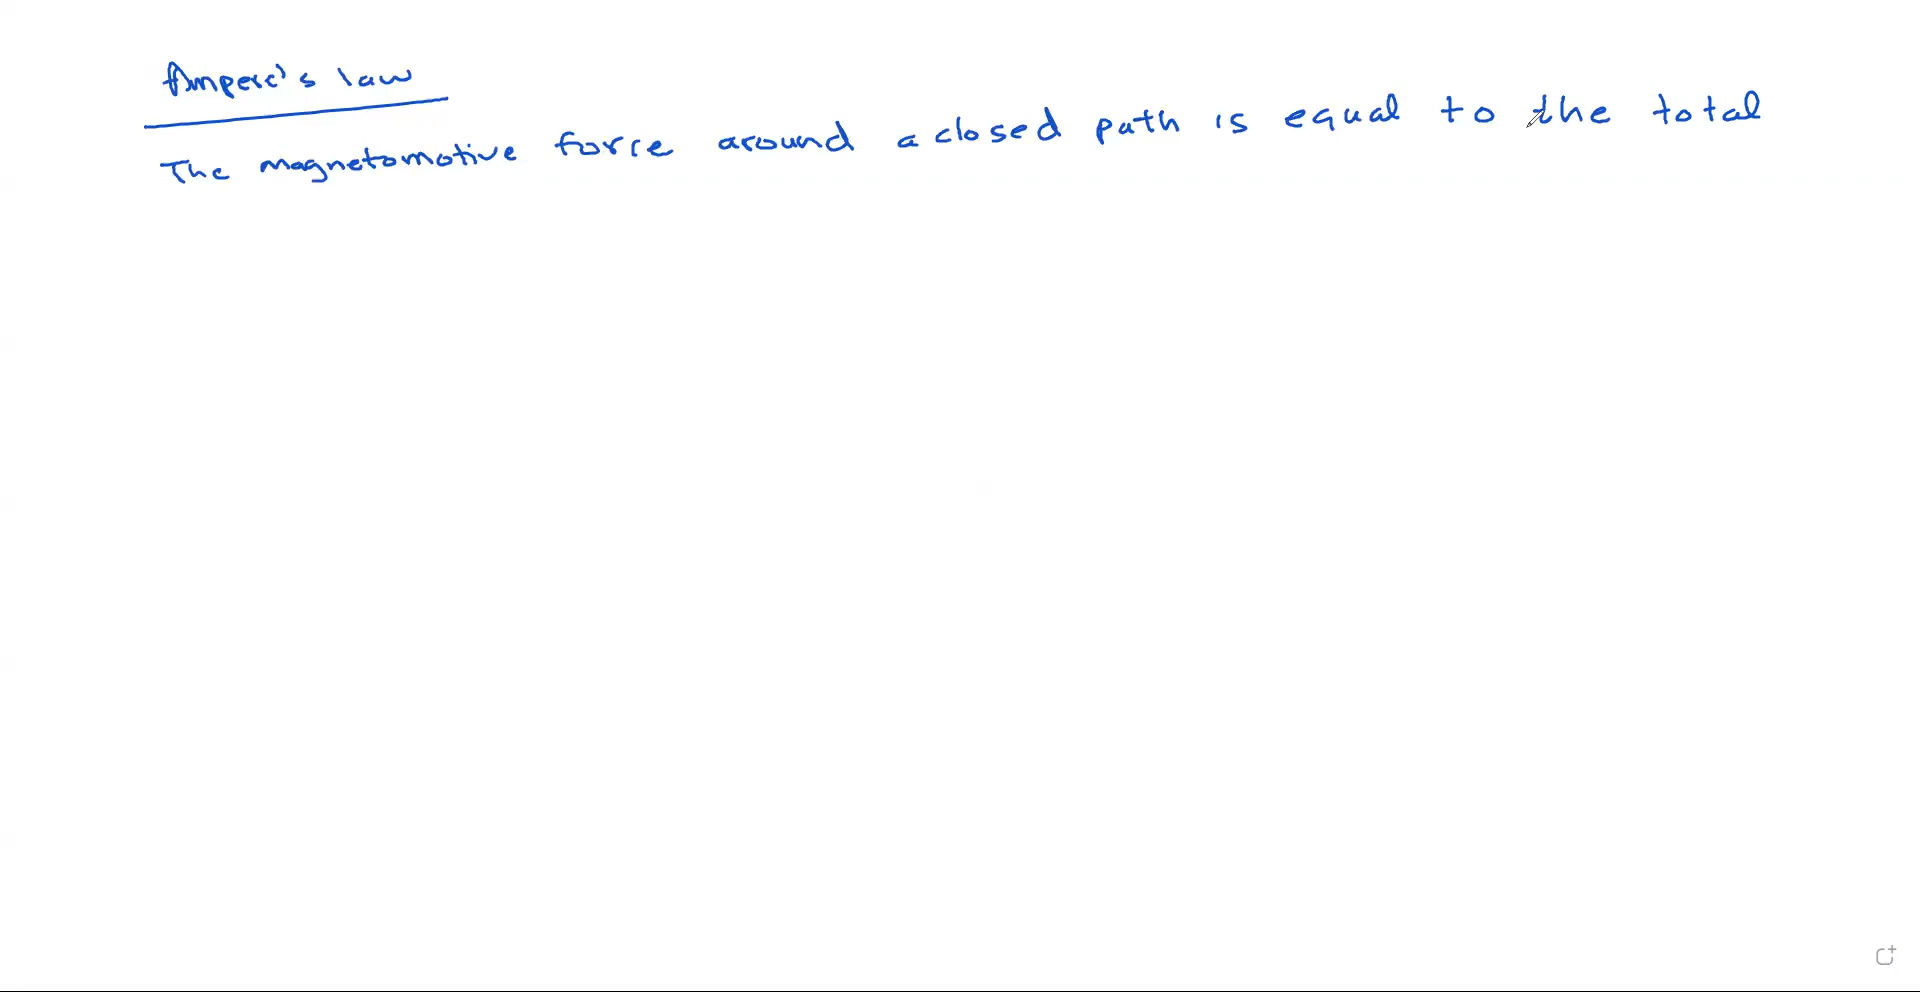 Ampere's law
The magnetomotive force around a closed path is equal to the total